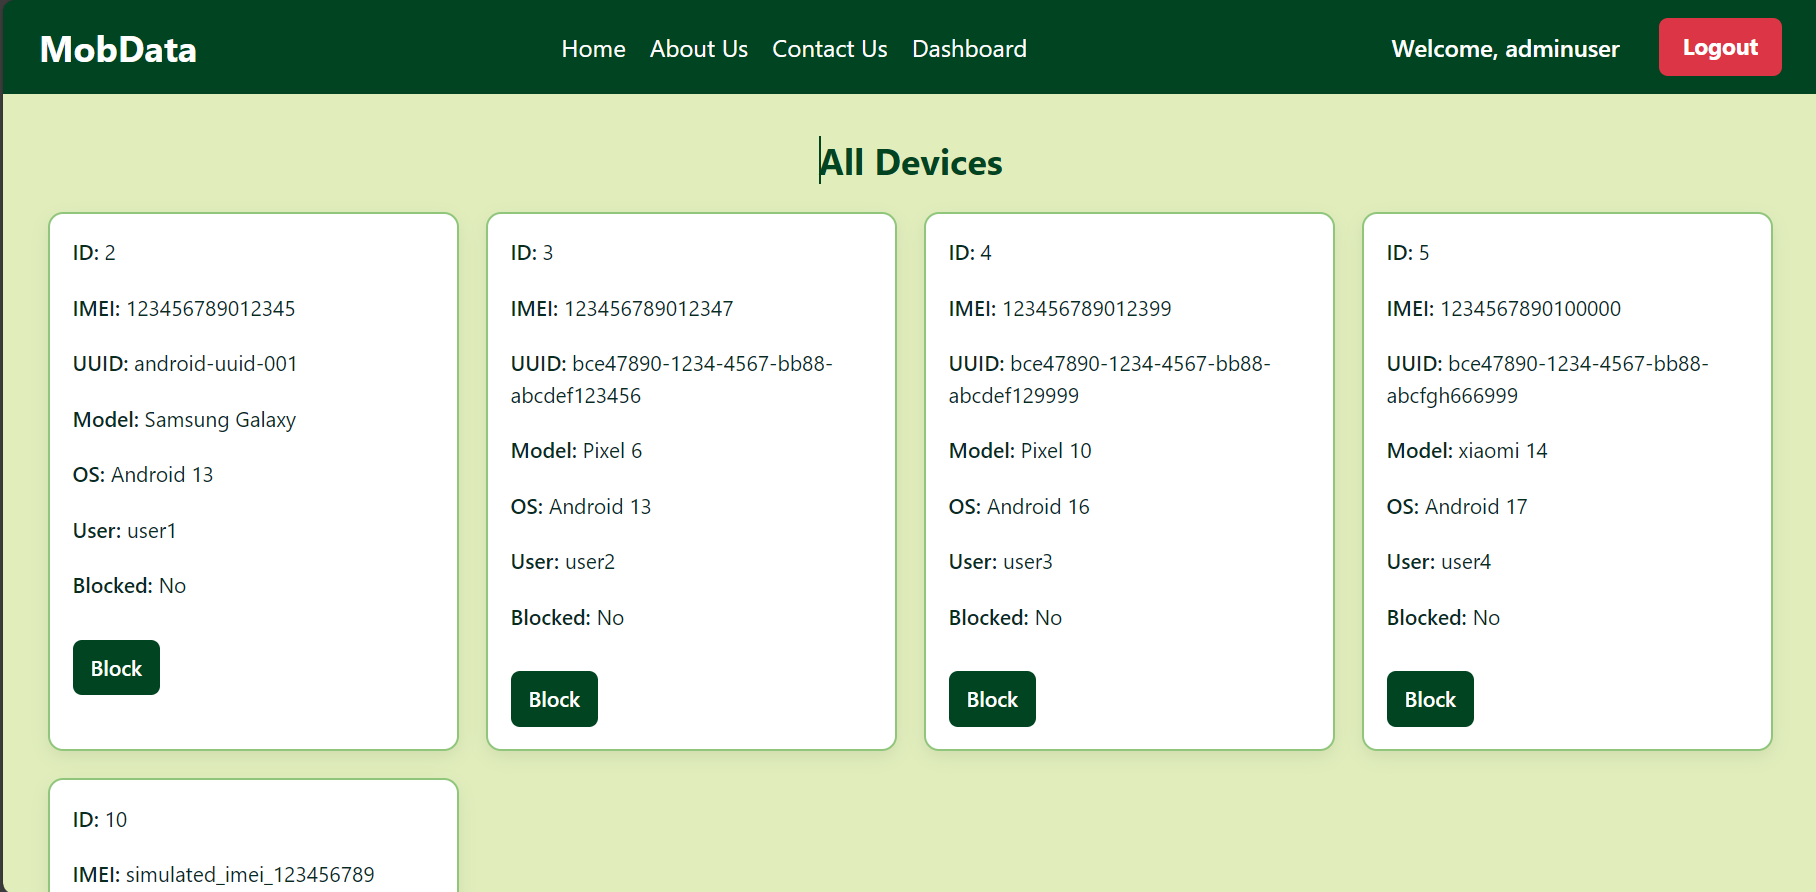 MobData
Home
About Us
Contact Us
Dashboard
Welcome, adminuser
Logout
All Devices
ID: 2
IMEI: 123456789012345
UUID: android-uuid-001
Model: Samsung Galaxy
OS: Android 13
User: user1
Blocked: No
Block
ID: 3
IMEI: 123456789012347
UUID: bce47890-1234-4567-bb88-
abcdef123456
Model: Pixel 6
OS: Android 13
User: user2
Blocked: No
Block
ID: 4
IMEI: 123456789012399
UUID: bce47890-1234-4567-bb88-
abcdef129999
Model: Pixel 10
OS: Android 16
User: user3
Blocked: No
Block
ID: 5
IMEI: 1234567890100000
UUID: bce47890-1234-4567-bb88-
abcfgh666999
Model: xiaomi 14
OS: Android 17
User: user4
Blocked: No
Block
ID: 10
IMEI: simulated_imei_123456789